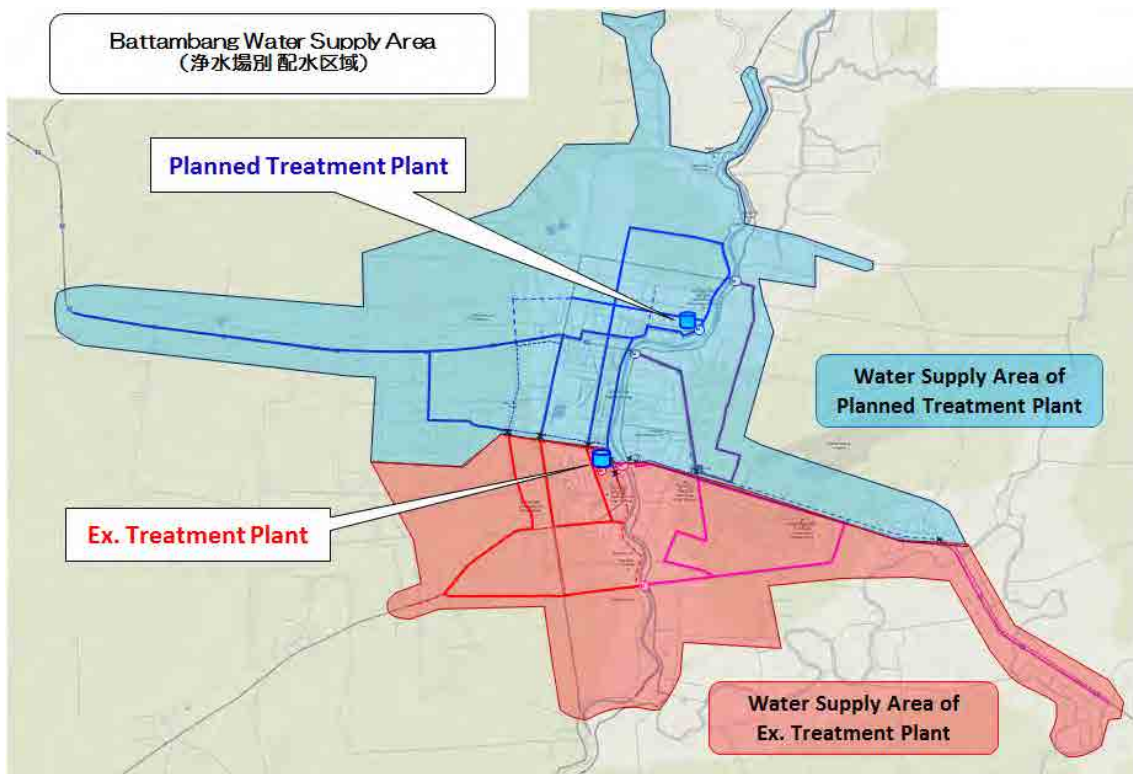 Battambang Water Supply Area
（浄水場別 配水区域）
Planned Treatment Plant
Water Supply Area of
Planned Treatment Plant
Ex. Treatment Plant
Water Supply Area of
Ex. Treatment Plant